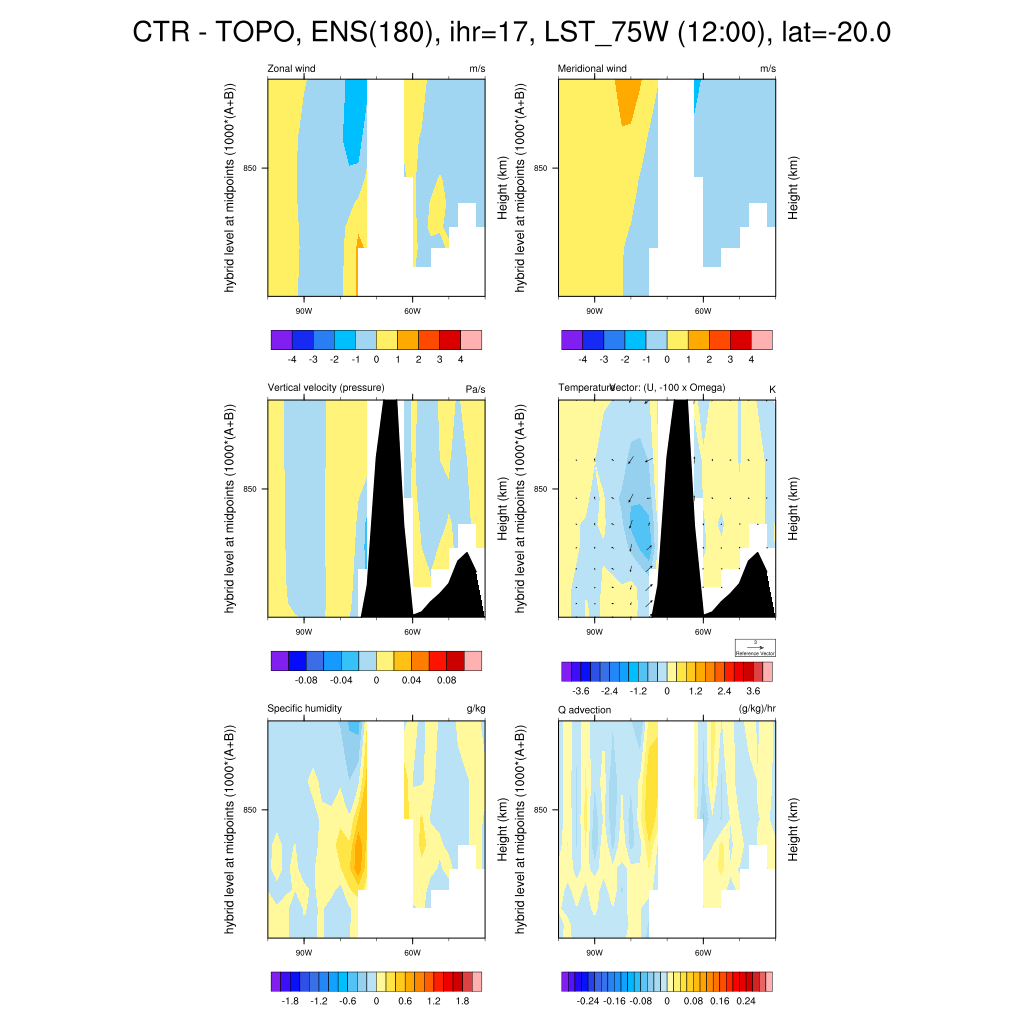 CTR - TOPO, ENS(180), ihr=17, LST_75W (12:00), lat=-20.0
Zonal wind m/s
hybrid level at midpoints (1000*(A+B))
850
Height (km)
90W 60W
-4 -3 -2 -1 0 1 2 3 4
Meridional wind m/s
hybrid level at midpoints (1000*(A+B))
850
Height (km)
90W 60W
-4 -3 -2 -1 0 1 2 3 4
Vertical velocity (pressure) Pa/s
hybrid level at midpoints (1000*(A+B))
850
Height (km)
90W 60W
-0.08 -0.04 0 0.04 0.08
Temperature Vector: (U, -100 x Omega) K
hybrid level at midpoints (1000*(A+B))
850
Height (km)
90W 60W
3
Reference Vector
-3.6 -2.4 -1.2 0 1.2 2.4 3.6
Specific humidity g/kg
hybrid level at midpoints (1000*(A+B))
850
Height (km)
90W 60W
-1.8 -1.2 -0.6 0 0.6 1.2 1.8
Q advection (g/kg)/hr
hybrid level at midpoints (1000*(A+B))
850
Height (km)
90W 60W
-0.24 -0.16 -0.08 0 0.08 0.16 0.24